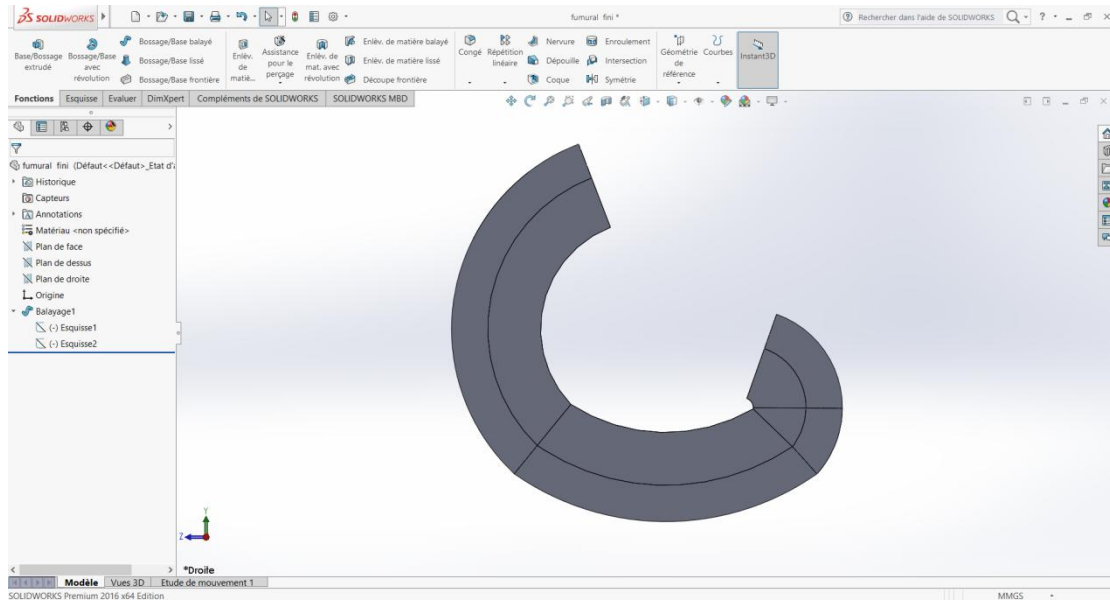 SOLIDWORKS
fumural fini *
Rechercher dans l'aide de SOLIDWORKS
?
Base/Bossage extrudé
Bossage/Base avec révolution
Bossage/Base balayé
Bossage/Base lissé
Bossage/Base frontière
Enlév. de matiè...
Assistance pour le perçage
Enlév. de mat. avec révolution
Enlév. de matière balayé
Enlév. de matière lissé
Découpe frontière
Congé
Répétition linéaire
Nervure
Dépouille
Coque
Enroulement
Intersection
Symétrie
Géométrie de référence
Courbes
Instant3D
Fonctions
Esquisse
Evaluer
DimXpert
Compléments de SOLIDWORKS
SOLIDWORKS MBD
fumural fini (Défaut<<Défaut>_Etat d'
Historique
Capteurs
Annotations
Matériau <non spécifié>
Plan de face
Plan de dessus
Plan de droite
Origine
Balayage1
(-) Esquisse1
(-) Esquisse2
Y
Z
*Droite
Modèle
Vues 3D
Etude de mouvement 1
SOLIDWORKS Premium 2016 x64 Edition
MMGS